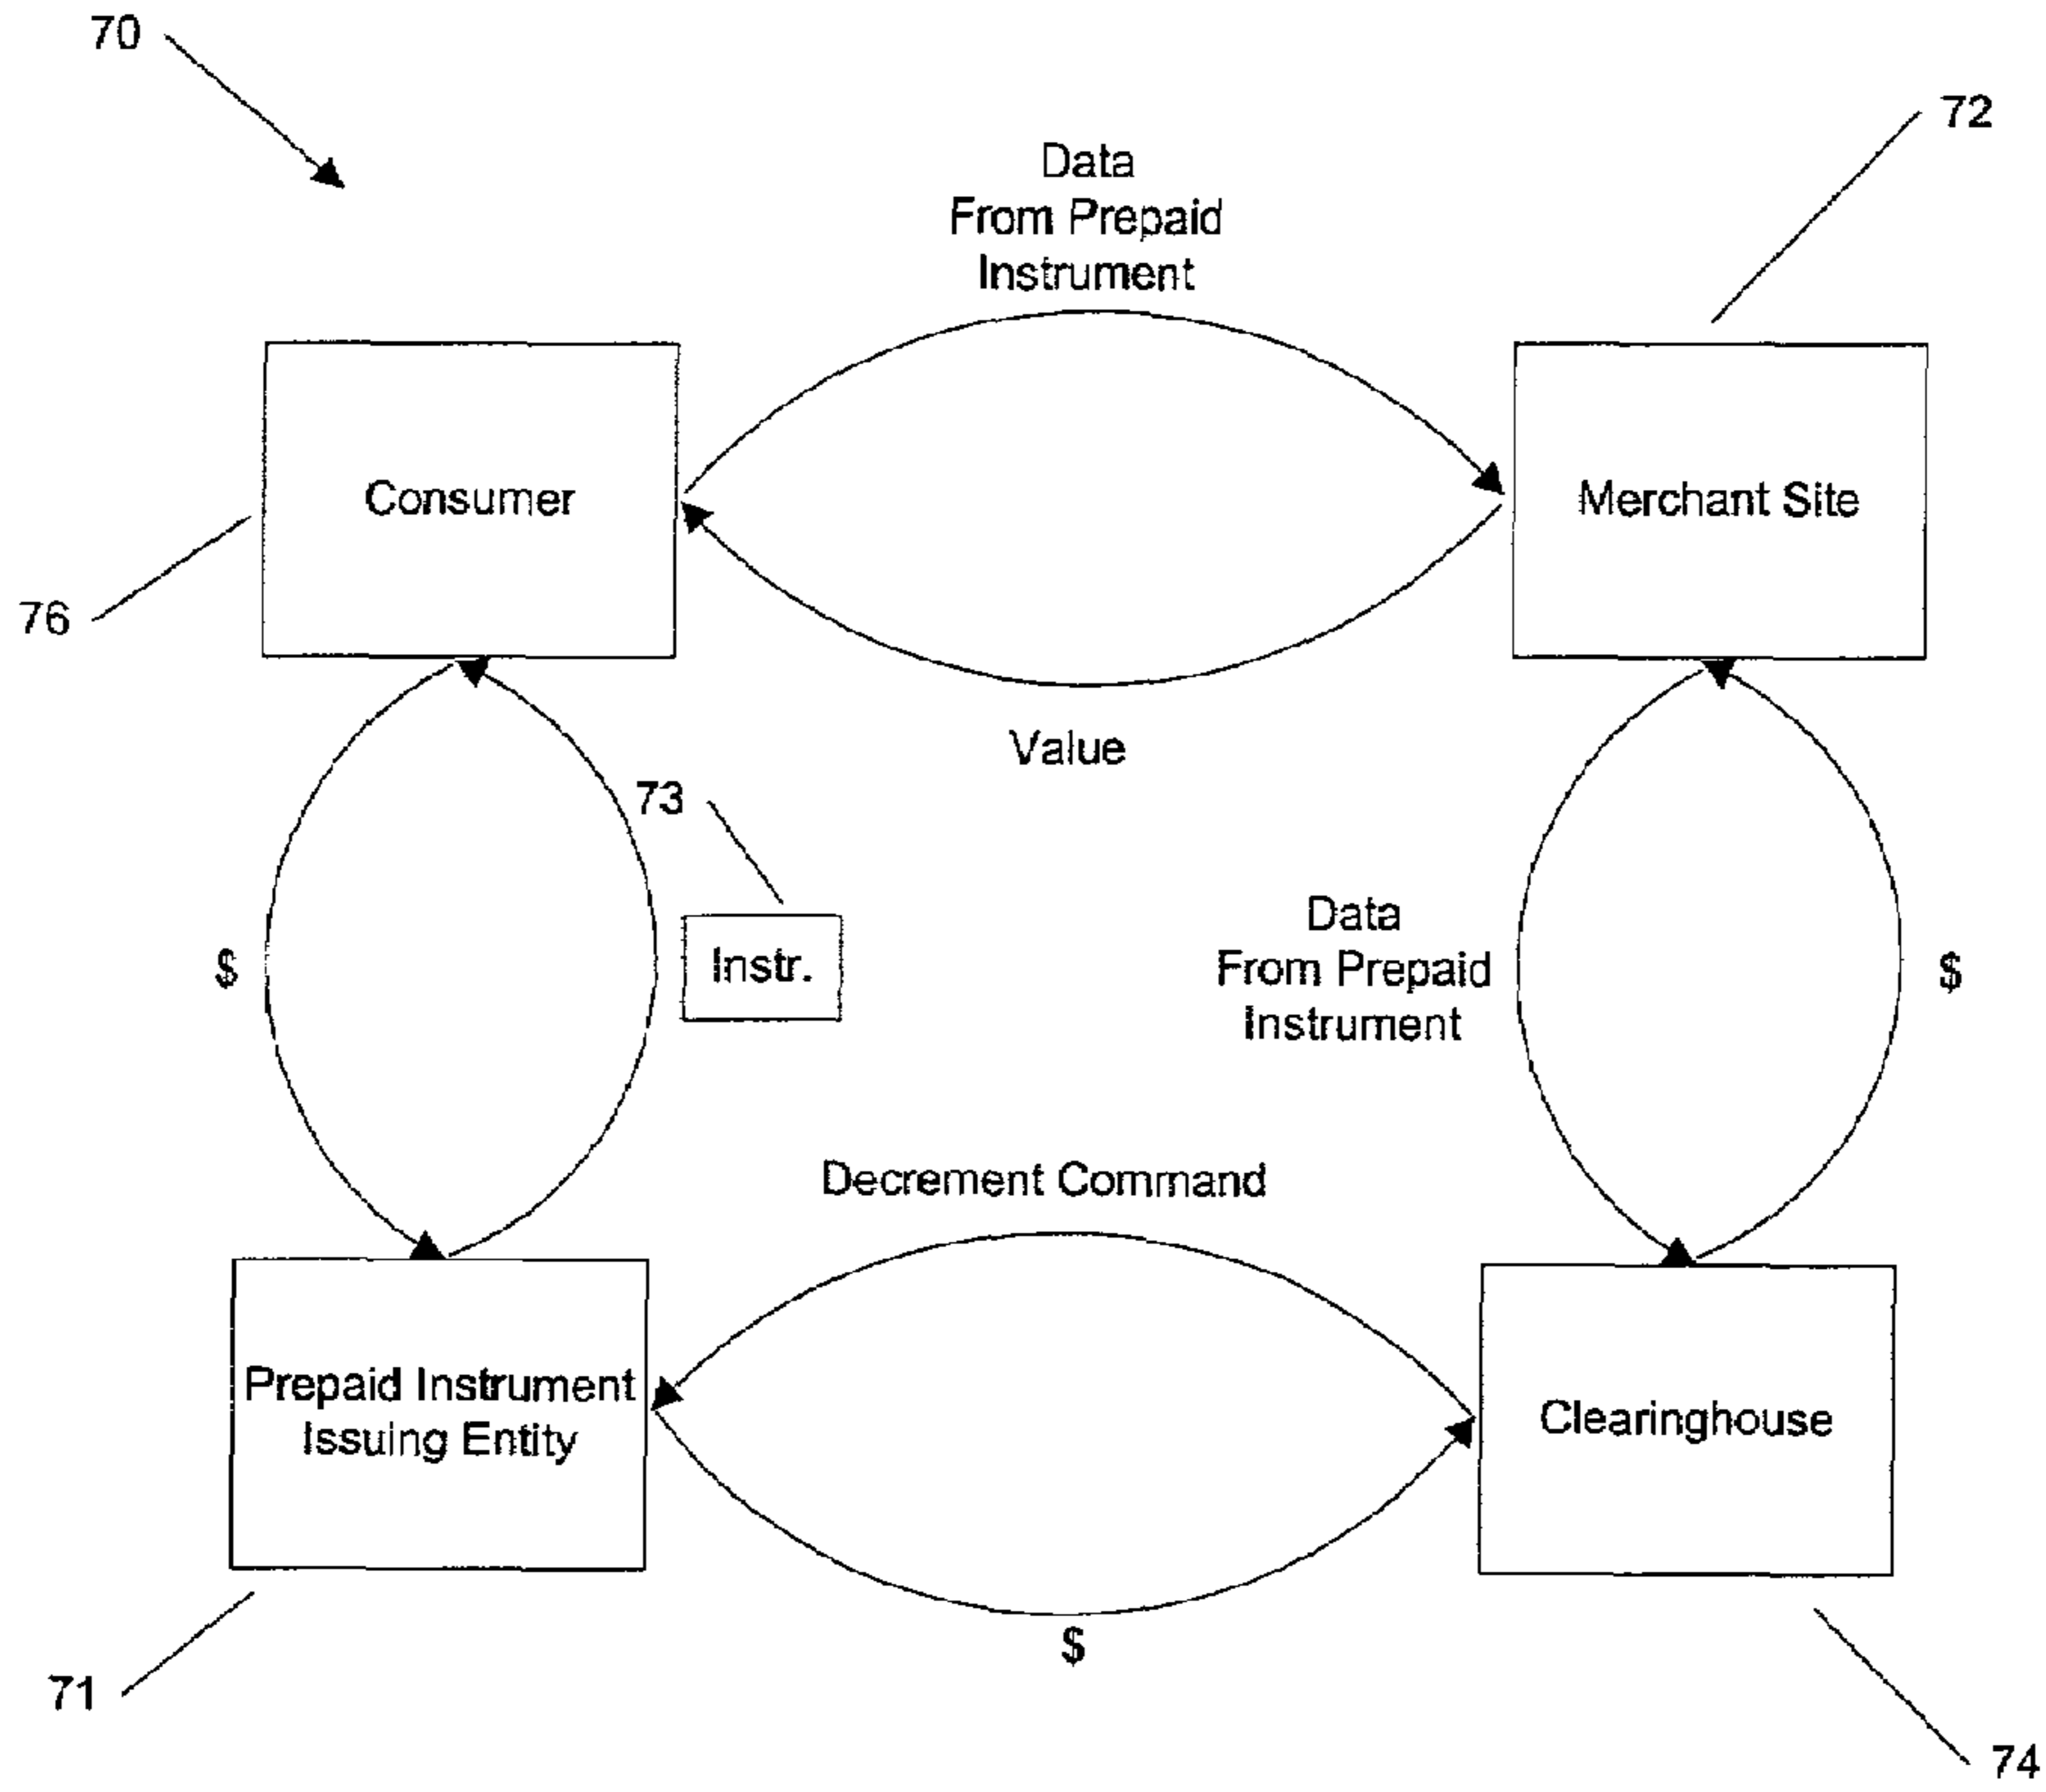 70
72
Data
From Prepaid
Instrument
Consumer
Merchant Site
76
Value
73
Instr.
$
Data
From Prepaid
Instrument
$
Decrement Command
Prepaid Instrument
Issuing Entity
Clearinghouse
$
71
74